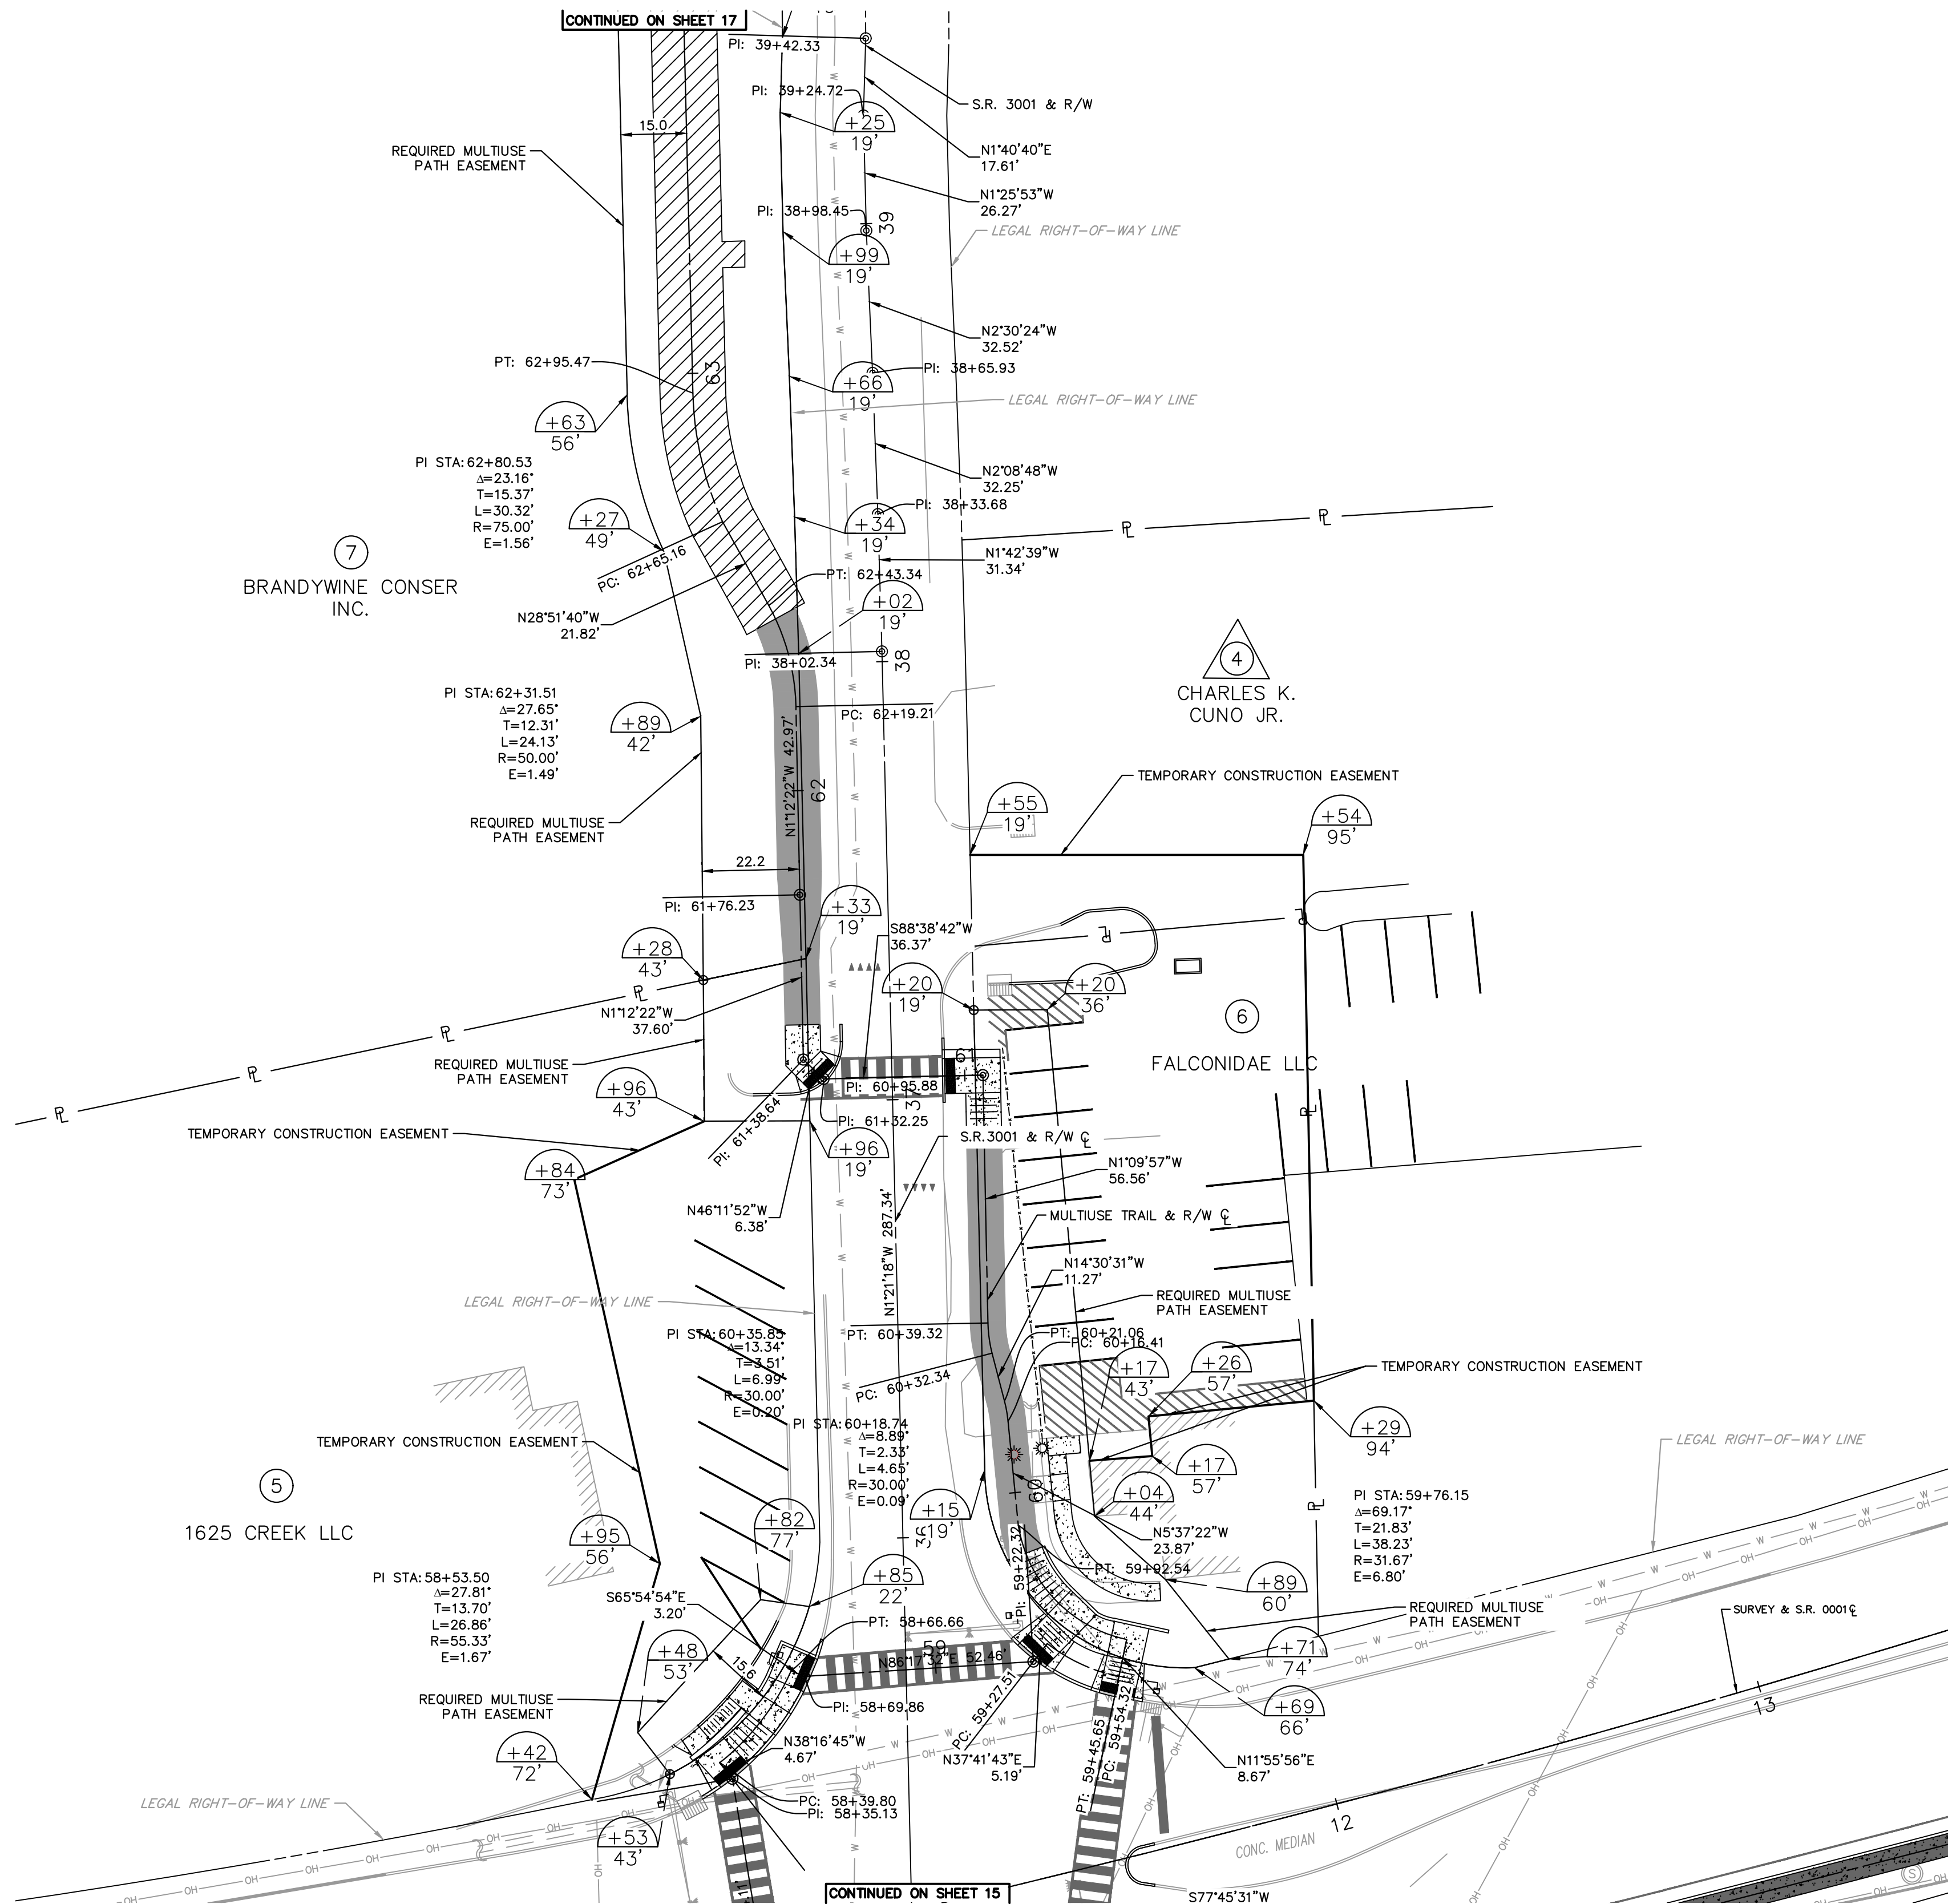 CONTINUED ON SHEET 17
PI: 39+42.33
PI: 39+24.72
S.R. 3001 & R/W
+25
19'
15.0
REQUIRED MULTIUSE
PATH EASEMENT
N1°40'40"E
17.61'
N1°25'53"W
26.27'
PI: 38+98.45
39
LEGAL RIGHT-OF-WAY LINE
+99
19'
N2°30'24"W
32.52'
PT: 62+95.47
63
+66
19'
PI: 38+65.93
LEGAL RIGHT-OF-WAY LINE
+63
56'
PI STA: 62+80.53
Δ=23.16°
T=15.37'
L=30.32'
R=75.00'
E=1.56'
N2°08'48"W
32.25'
+27
49'
PI: 38+33.68
+34
19'
PL
PL
7
BRANDYWINE CONSER
INC.
PC: 62+65.16
N1°42'39"W
31.34'
PT: 62+43.34
+02
19'
N28°51'40"W
21.82'
PI: 38+02.34
38
4
CHARLES K.
CUNO JR.
PI STA: 62+31.51
Δ=27.65°
T=12.31'
L=24.13'
R=50.00'
E=1.49'
+89
42'
PC: 62+19.21
N1°12'22"W 42.97'
62
TEMPORARY CONSTRUCTION EASEMENT
+55
19'
+54
95'
REQUIRED MULTIUSE
PATH EASEMENT
22.2
PI: 61+76.23
+33
19'
S88°38'42"W
36.37'
PL
PL
+28
43'
PL
+20
19'
+20
36'
N1°12'22"W
37.60'
6
FALCONIDAE LLC
PL
PL
REQUIRED MULTIUSE
PATH EASEMENT
61
PI: 60+95.88
37
+96
43'
PL
PL
PI: 61+38.64
PI: 61+32.25
TEMPORARY CONSTRUCTION EASEMENT
S.R.3001 & R/W CL
+96
19'
+84
73'
N1°09'57"W
56.56'
N46°11'52"W
6.38'
N1°21'18"W 287.34'
MULTIUSE TRAIL & R/W CL
N14°30'31"W
11.27'
LEGAL RIGHT-OF-WAY LINE
REQUIRED MULTIUSE
PATH EASEMENT
PI STA: 60+35.85
Δ=13.34°
T=3.51'
L=6.99'
R=30.00'
E=0.20'
PT: 60+39.32
PT: 60+21.06
PC: 60+16.41
PC: 60+32.34
+17
43'
+26
57'
TEMPORARY CONSTRUCTION EASEMENT
PI STA: 60+18.74
Δ=8.89°
T=2.33'
L=4.65'
R=30.00'
E=0.09'
+29
94'
LEGAL RIGHT-OF-WAY LINE
TEMPORARY CONSTRUCTION EASEMENT
+17
57'
5
1625 CREEK LLC
60
+04
44'
PL
PI STA: 59+76.15
Δ=69.17°
T=21.83'
L=38.23'
R=31.67'
E=6.80'
+15
19'
+82
77'
+95
56'
36
N5°37'22"W
23.87'
PI: 59+22.32
PT: 59+92.54
PI STA: 58+53.50
Δ=27.81°
T=13.70'
L=26.86'
R=55.33'
E=1.67'
+85
22'
+89
60'
S65°54'54"E
3.20'
REQUIRED MULTIUSE
PATH EASEMENT
SURVEY & S.R. 0001 CL
PT: 58+66.66
59
N86°17'32"E 52.46'
+48
53'
15.6
+71
74'
REQUIRED MULTIUSE
PATH EASEMENT
PI: 58+69.86
+69
66'
13
PC: 59+27.51
+42
72'
N38°16'45"W
4.67'
N37°41'43"E
5.19'
PT: 59+45.65
PC: 59+54.32
N11°55'56"E
8.67'
PC: 58+39.80
PI: 58+35.13
LEGAL RIGHT-OF-WAY LINE
+53
43'
12
CONC. MEDIAN
S
CONTINUED ON SHEET 15
S77°45'31"W